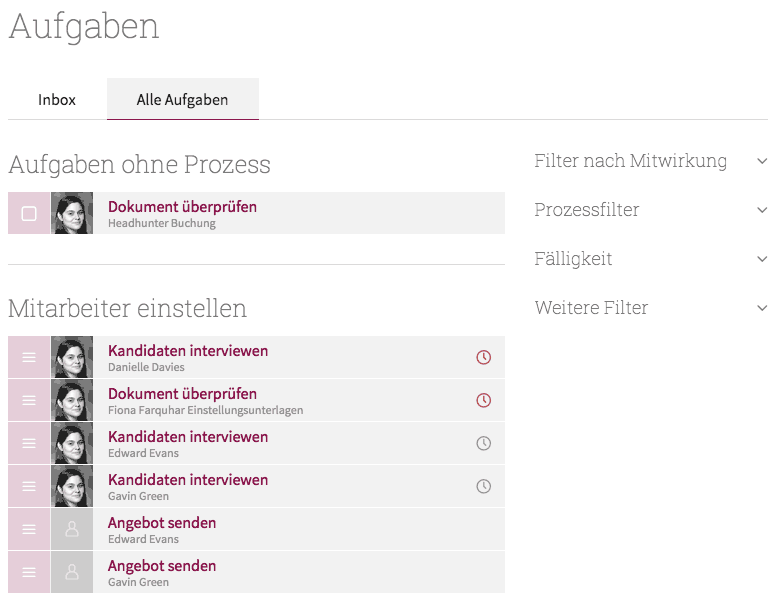 Aufgaben
Inbox
Alle Aufgaben
Aufgaben ohne Prozess
Dokument überprüfen
Headhunter Buchung
Mitarbeiter einstellen
Kandidaten interviewen
Danielle Davies
Dokument überprüfen
Fiona Farquhar Einstellungsunterlagen
Kandidaten interviewen
Edward Evans
Kandidaten interviewen
Gavin Green
Angebot senden
Edward Evans
Angebot senden
Gavin Green
Filter nach Mitwirkung
Prozessfilter
Fälligkeit
Weitere Filter